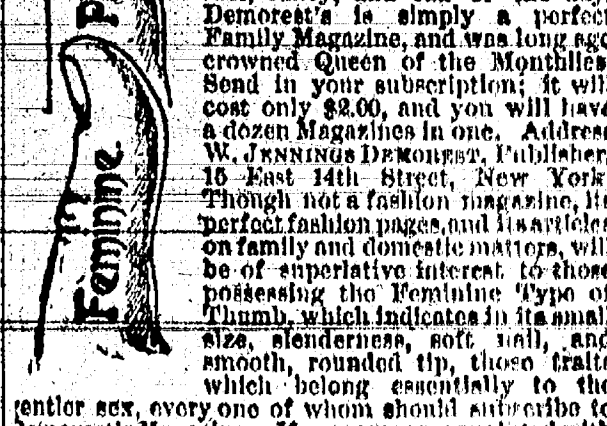 Feminine
Demorest's is simply a perfect
Family Magazine, and was long ago
crowned Queen of the Monthlies
Send in your subscription; it will
cost only $2.00, and you will have
a dozen Magazines in one. Address
W. JENNINGS DEMOREST, Publisher,
15 East 14th Street, New York
Though not a fashion magazine, its
perfect fashion pages, and its articles
on family and domestic matters, will
be of superlative interest to those
possessing the Feminine Type of
Thumb, which indicates in its small
size, slenderness, soft nail, and
smooth, rounded tip, those traits
which belong essentially to the
gentler sex, every one of whom should subscribe to